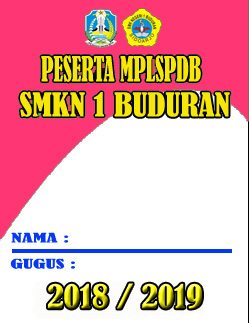 PESERTA MPLSPDB
SMKN 1 BUDURAN
NAMA :
GUGUS :
2018 / 2019